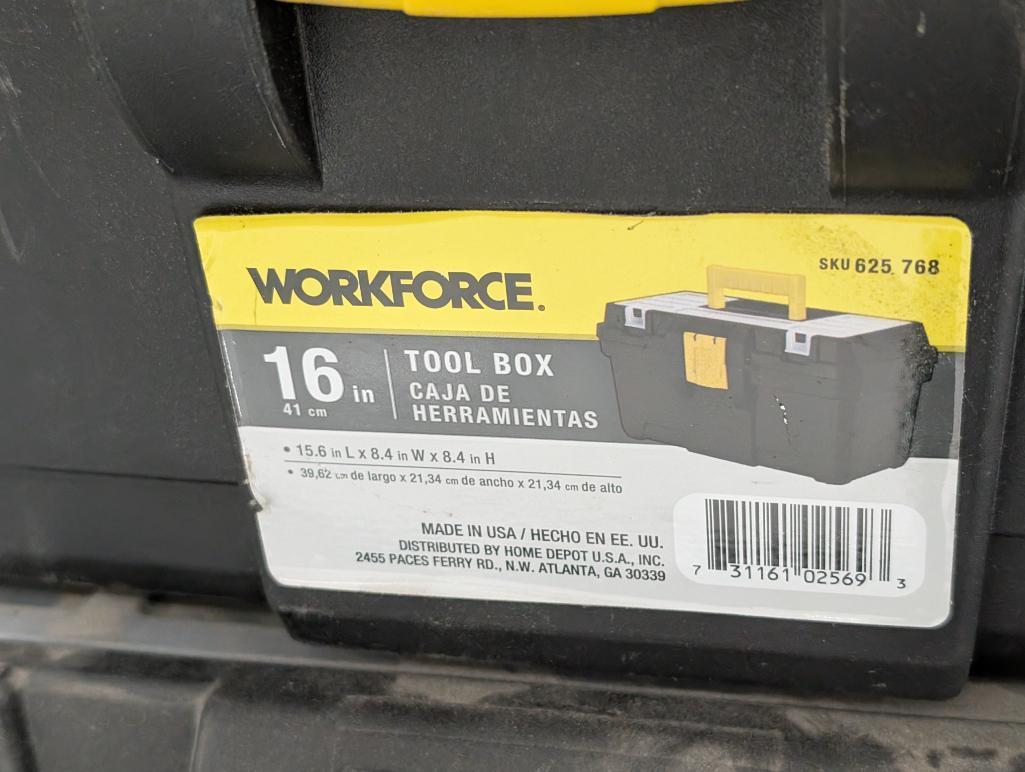 SKU 625 768
WORKFORCE.
16 in
41 cm
TOOL BOX
CAJA DE
HERRAMIENTAS
• 15.6 in L x 8.4 in W x 8.4 in H
• 39,62 cm de largo x 21,34 cm de ancho x 21,34 cm de alto
MADE IN USA / HECHO EN EE. UU.
DISTRIBUTED BY HOME DEPOT U.S.A., INC.
2455 PACES FERRY RD., N.W. ATLANTA, GA 30339
7 31161 02569 3